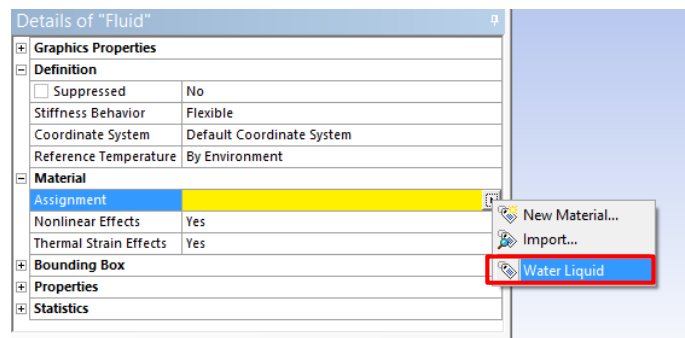 Details of "Fluid"
Graphics Properties
Definition
Suppressed No
Stiffness Behavior Flexible
Coordinate System Default Coordinate System
Reference Temperature By Environment
Material
Assignment
New Material...
Nonlinear Effects Yes
Import...
Thermal Strain Effects Yes
Bounding Box
Water Liquid
Properties
Statistics